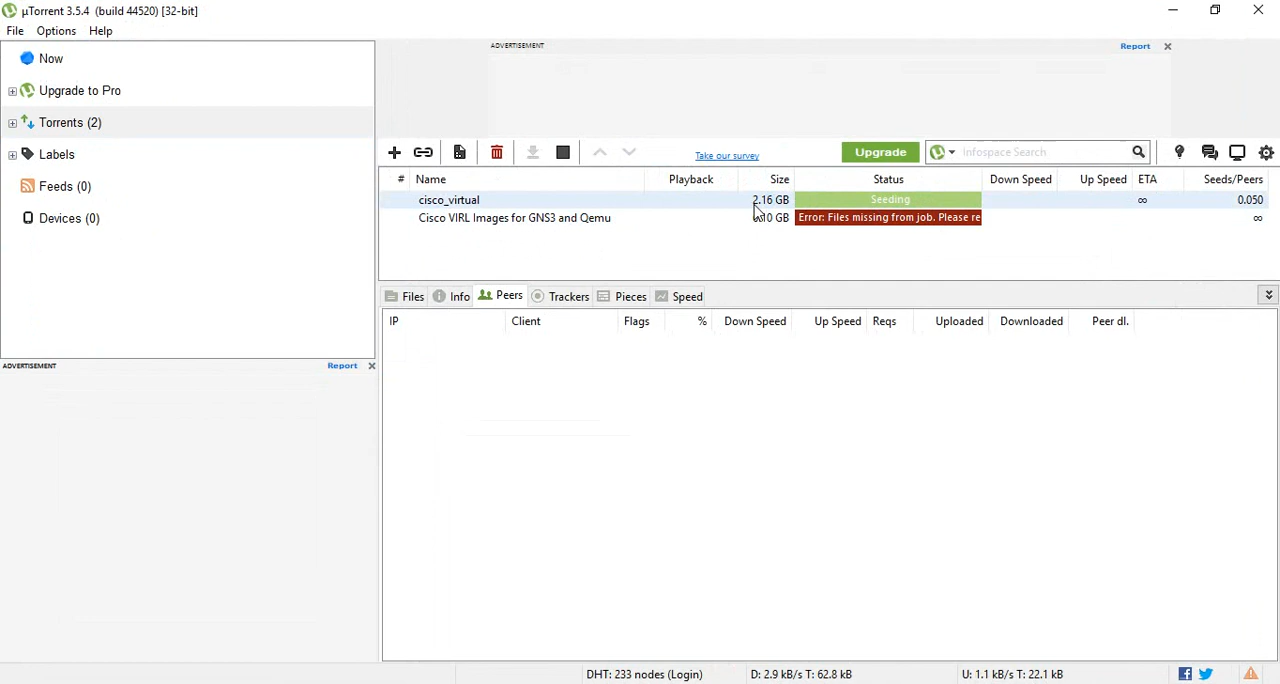 µTorrent 3.5.4 (build 44520) [32-bit]
File Options Help
Now
Upgrade to Pro
Torrents (2)
Labels
Feeds (0)
Devices (0)
ADVERTISEMENT Report
ADVERTISEMENT Report
Take our survey
Upgrade
Infospace Search
# Name Playback Size Status Down Speed Up Speed ETA Seeds/Peers
cisco_virtual 2.16 GB Seeding ∞ 0.050
Cisco VIRL Images for GNS3 and Qemu GB Error: Files missing from job. Please re ∞
Files Info Peers Trackers Pieces Speed
IP Client Flags % Down Speed Up Speed Reqs Uploaded Downloaded Peer dl.
DHT: 233 nodes (Login) D: 2.9 kB/s T: 62.8 kB U: 1.1 kB/s T: 22.1 kB